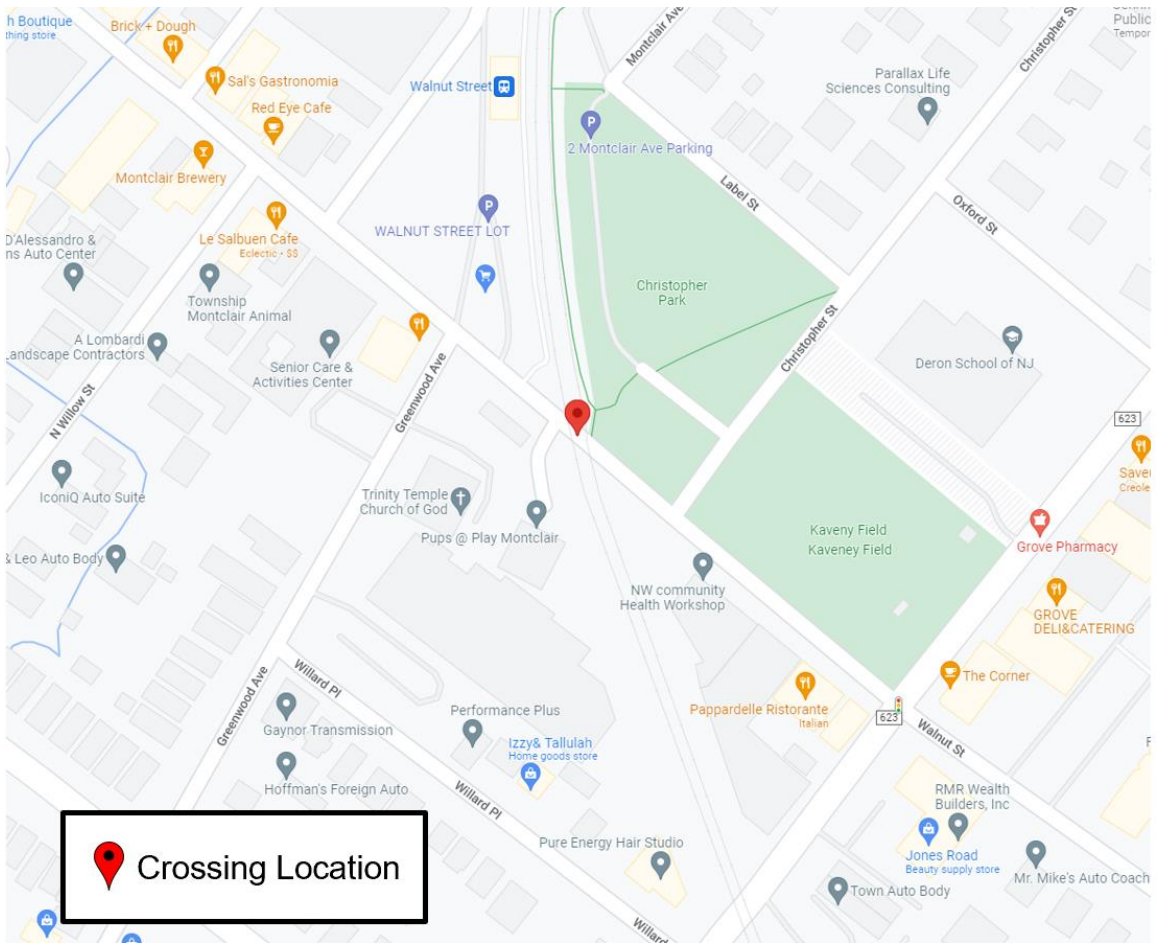 h Boutique
thing store
Brick + Dough
Sal's Gastronomia
Red Eye Cafe
Walnut Street
Montclair Ave
Christopher St
Public
Tempor
Parallax Life
Sciences Consulting
P
2 Montclair Ave Parking
Montclair Brewery
Label St
Oxford St
P
WALNUT STREET LOT
Le Salbuen Cafe
Eclectic · $$
D'Alessandro &
ns Auto Center
Township
Montclair Animal
Christopher
Park
Christopher St
A Lombardi
andscape Contractors
Senior Care &
Activities Center
Deron School of NJ
N Willow St
Greenwood Ave
623
Save
Creole
IconiQ Auto Suite
Trinity Temple
Church of God
Pups @ Play Montclair
Kaveny Field
Kaveney Field
Grove Pharmacy
& Leo Auto Body
NW community
Health Workshop
GROVE
DELI&CATERING
The Corner
Willard Pl
Greenwood Ave
Pappardelle Ristorante
Italian
623
Walnut St
Gaynor Transmission
Performance Plus
Izzy& Tallulah
Home goods store
Hoffman's Foreign Auto
Willard Pl
RMR Wealth
Builders, Inc
Pure Energy Hair Studio
Jones Road
Beauty supply store
Mr. Mike's Auto Coach
Town Auto Body
Crossing Location
Willard